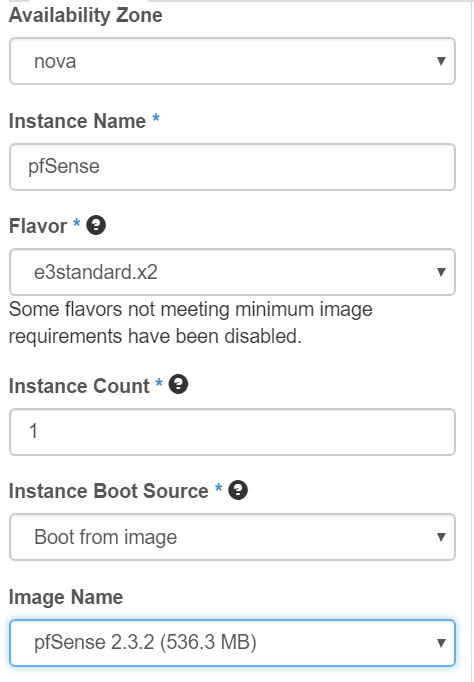 Availability Zone
nova
Instance Name *
pfSense
Flavor * ?
e3standard.x2
Some flavors not meeting minimum image
requirements have been disabled.
Instance Count * ?
1
Instance Boot Source * ?
Boot from image
Image Name
pfSense 2.3.2 (536.3 MB)